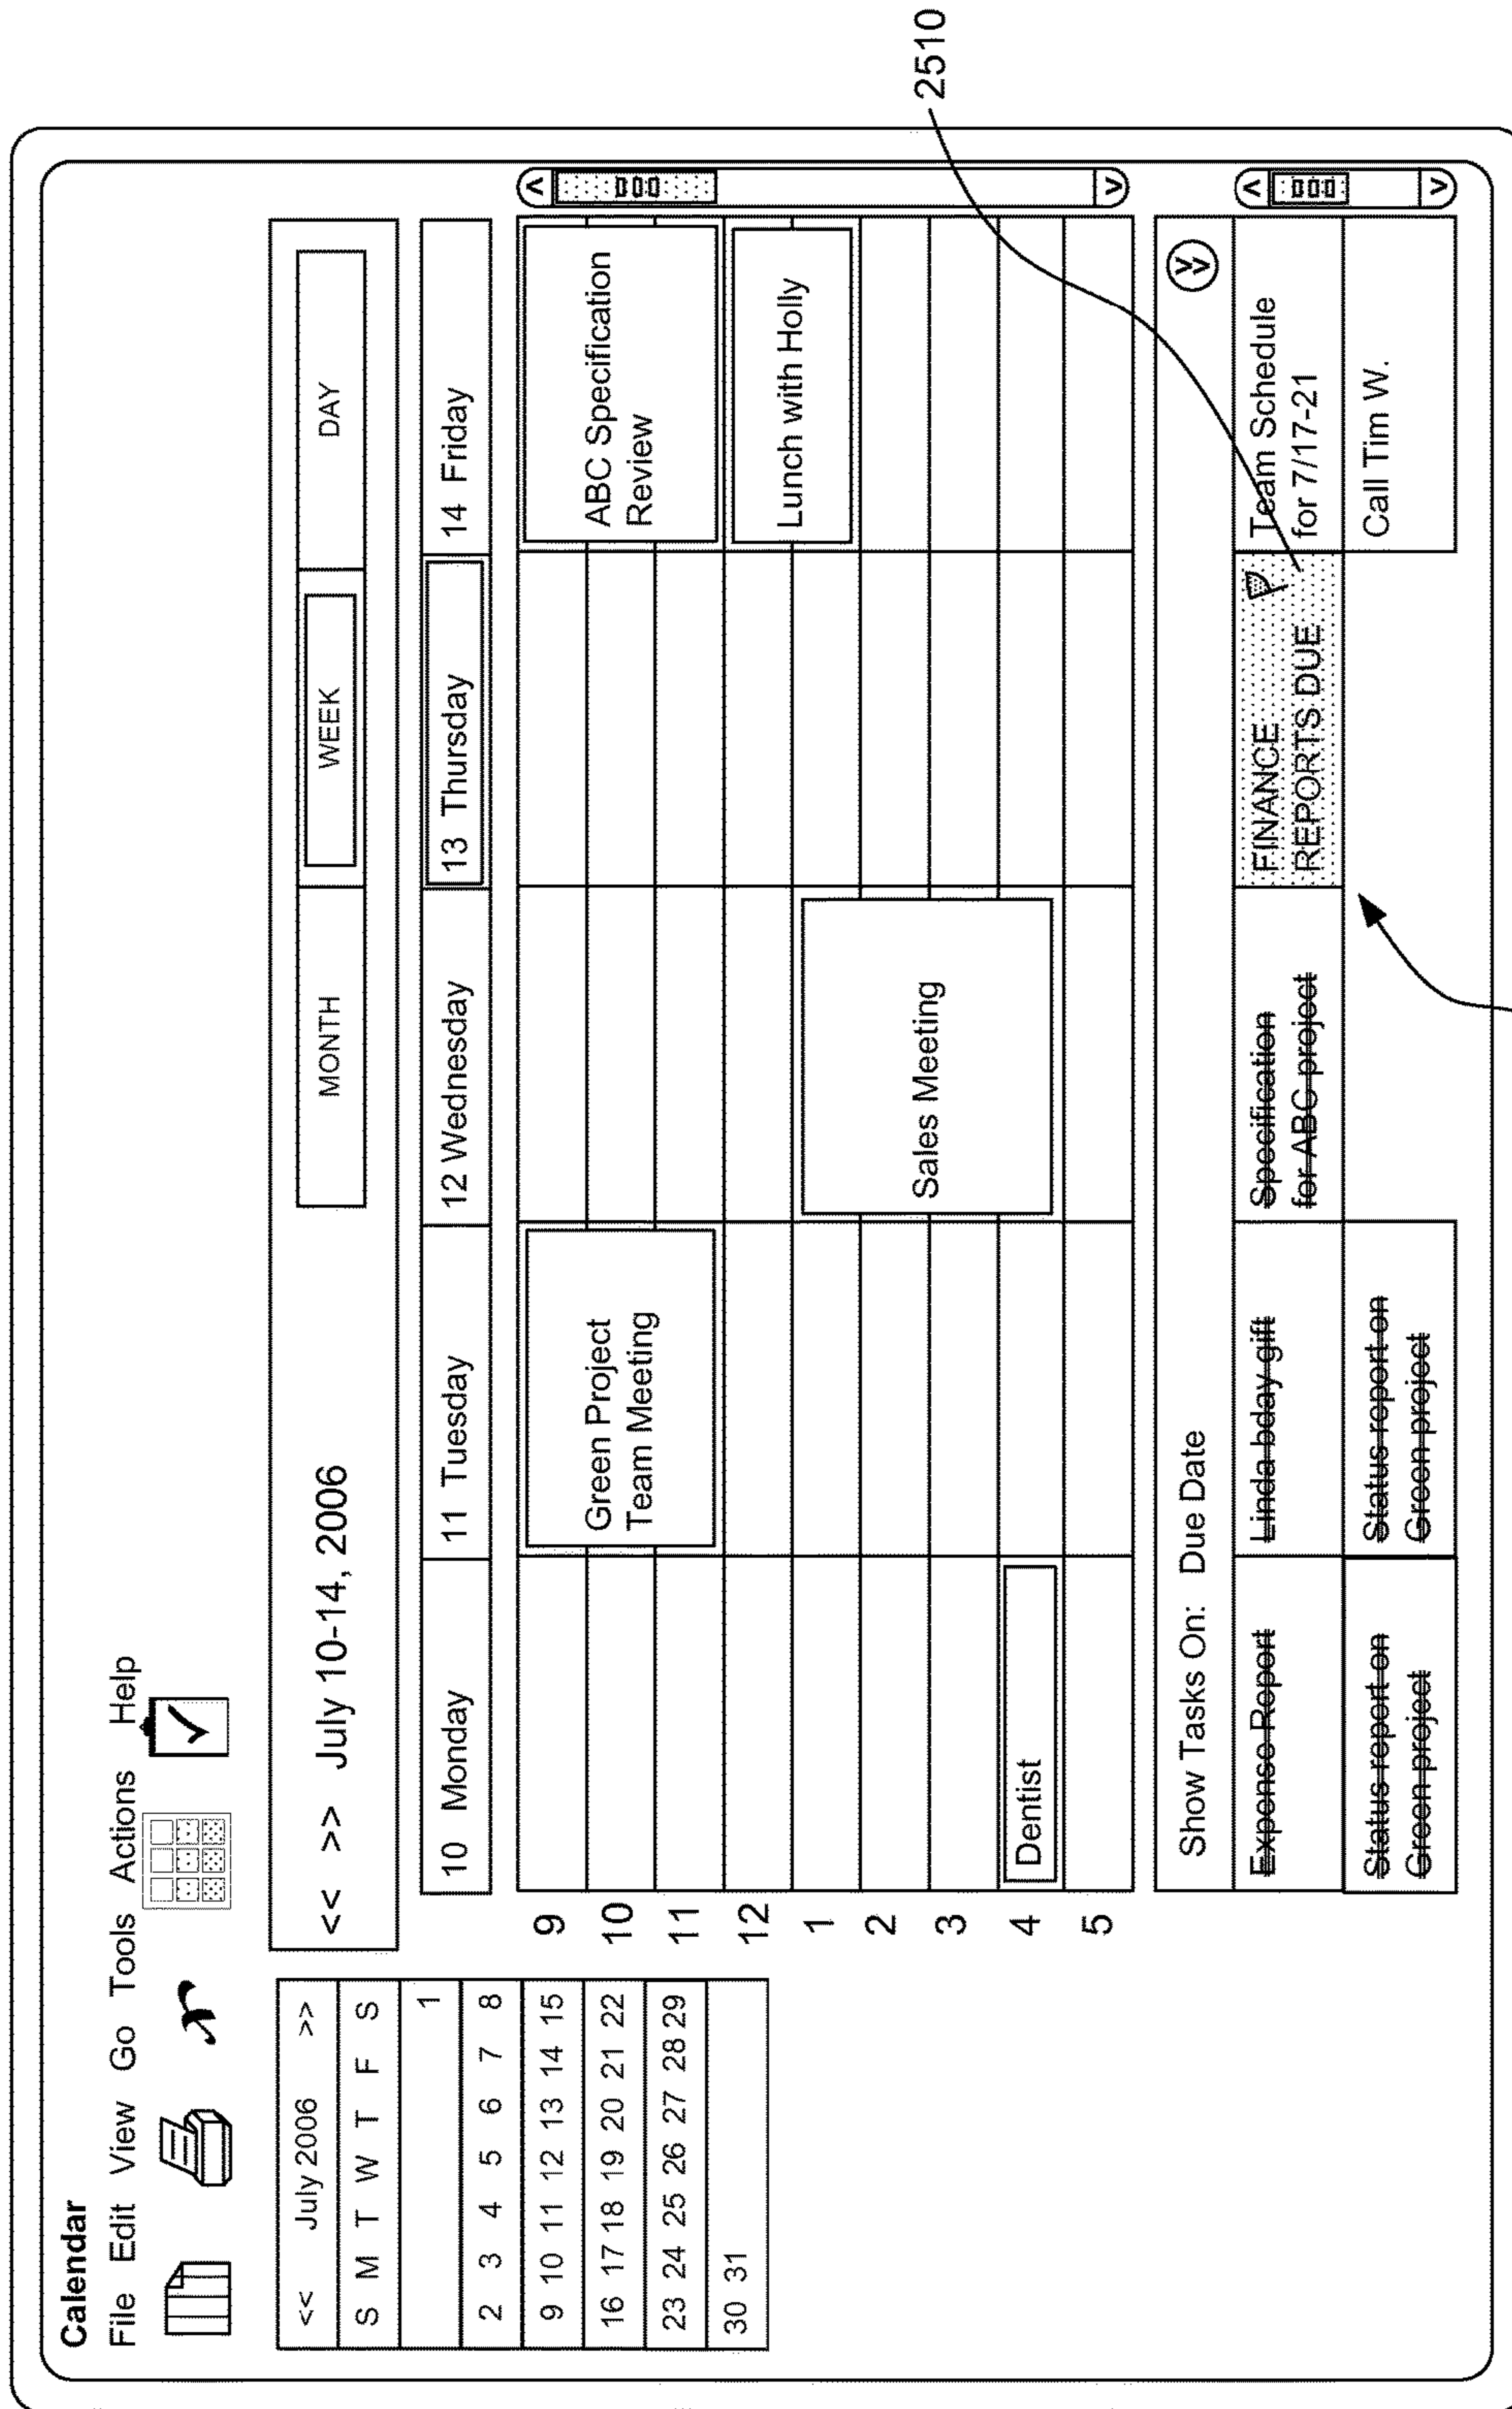 Calendar
File Edit View Go Tools Actions Help
<< July 2006 >>
S M T W T F S
1
2 3 4 5 6 7 8
9 10 11 12 13 14 15
16 17 18 19 20 21 22
23 24 25 26 27 28 29
30 31
<< >> July 10-14, 2006
MONTH WEEK DAY
10 Monday 11 Tuesday 12 Wednesday 13 Thursday 14 Friday
9
10
11
12
1
2
3
4
5
Dentist
Green Project
Team Meeting
Sales Meeting
ABC Specification
Review
Lunch with Holly
2510
Show Tasks On: Due Date
Expense Report
Status report on
Green project
Linda bday gift
Status report on
Green project
Specification
for ABC project
FINANCE
REPORTS DUE
Team Schedule
for 7/17-21
Call Tim W.